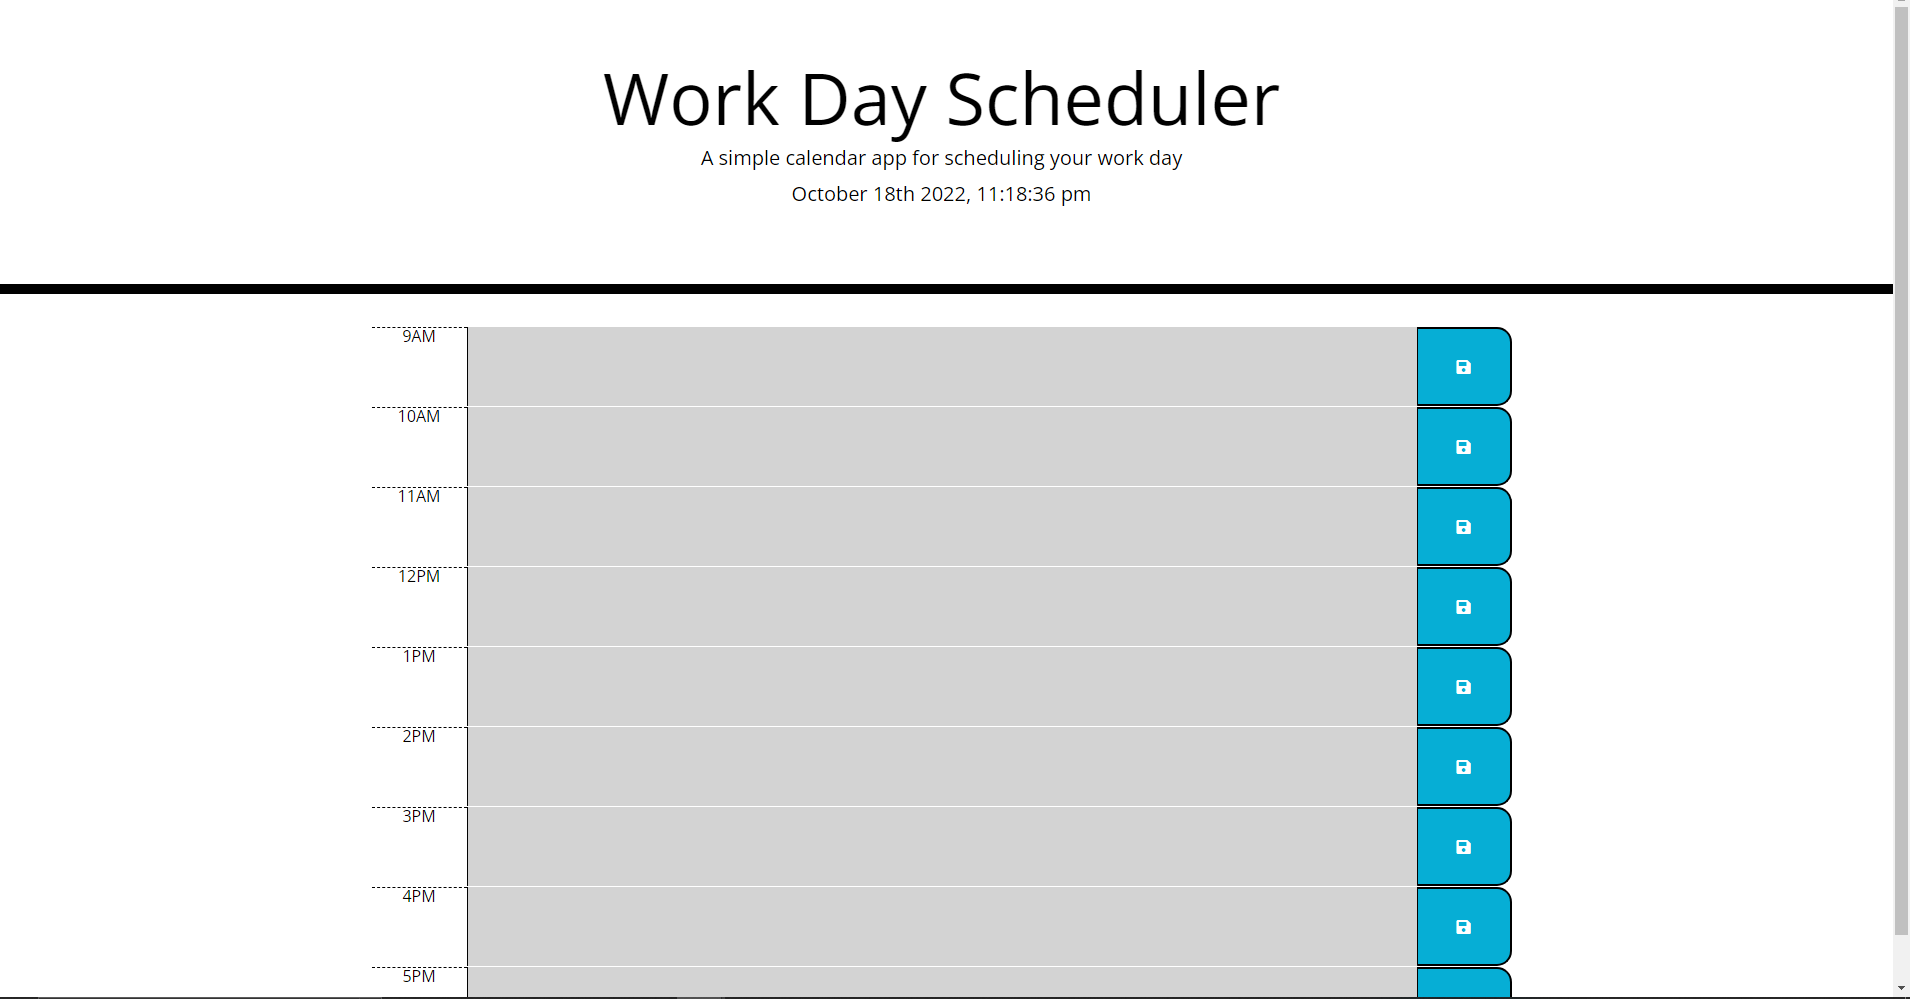 Work Day Scheduler
A simple calendar app for scheduling your work day
October 18th 2022, 11:18:36 pm
9AM
10AM
11AM
12PM
1PM
2PM
3PM
4PM
5PM